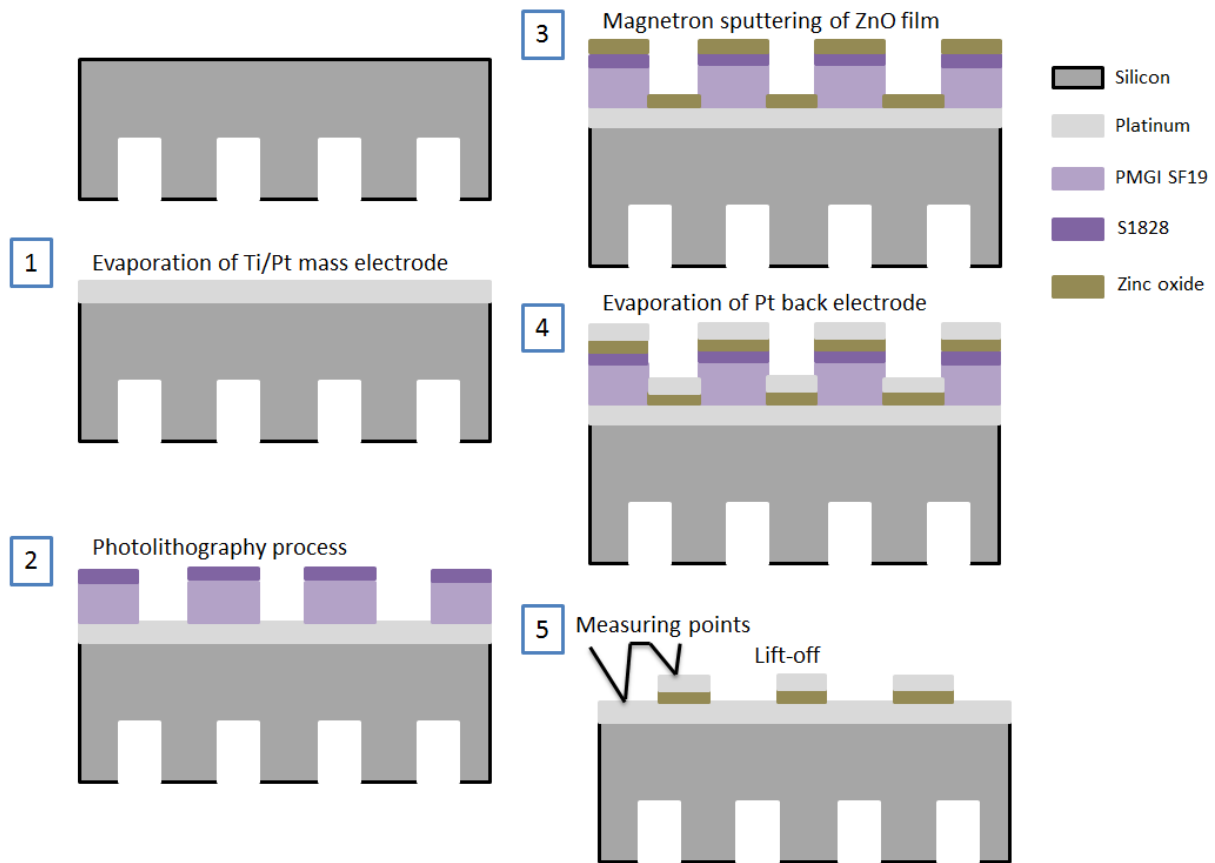 1
Evaporation of Ti/Pt mass electrode
2
Photolithography process
3
Magnetron sputtering of ZnO film
4
Evaporation of Pt back electrode
5
Measuring points
Lift-off
Silicon
Platinum
PMGI SF19
S1828
Zinc oxide